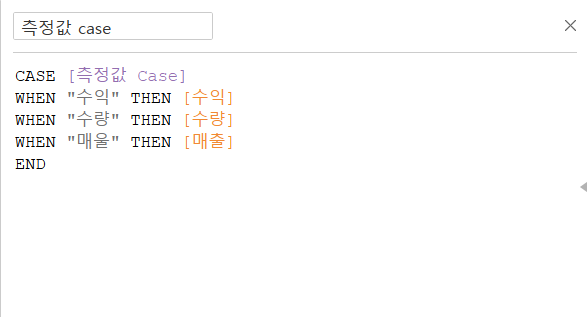 측정값 case
CASE [측정값 Case]
WHEN "수익" THEN [수익]
WHEN "수량" THEN [수량]
WHEN "매울" THEN [매출]
END